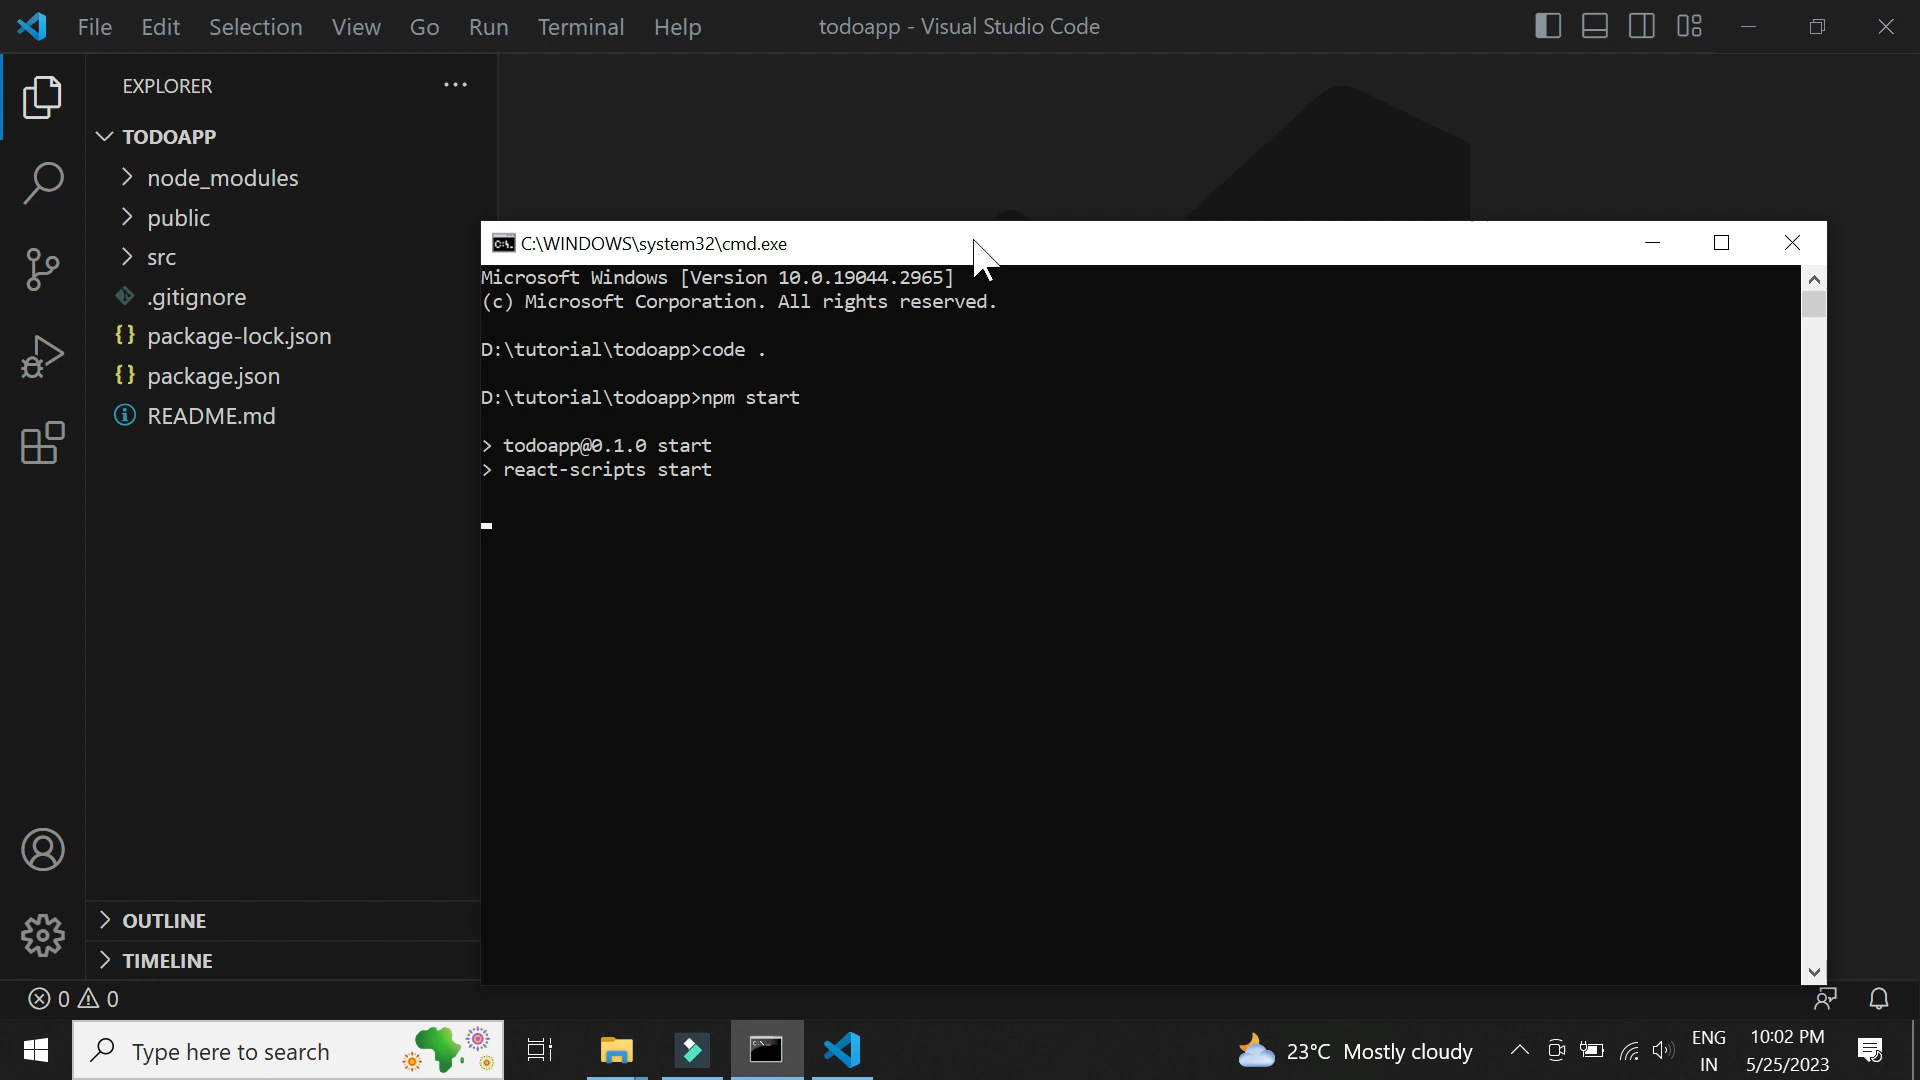 File Edit Selection View Go Run Terminal Help
todoapp - Visual Studio Code
EXPLORER
TODOAPP
node_modules
public
src
.gitignore
package-lock.json
package.json
README.md
OUTLINE
TIMELINE
0 0
C:\WINDOWS\system32\cmd.exe
Microsoft Windows [Version 10.0.19044.2965]
(c) Microsoft Corporation. All rights reserved.
D:\tutorial\todoapp>code .
D:\tutorial\todoapp>npm start
> todoapp@0.1.0 start
> react-scripts start
Type here to search
23°C Mostly cloudy
ENG
IN
10:02 PM
5/25/2023